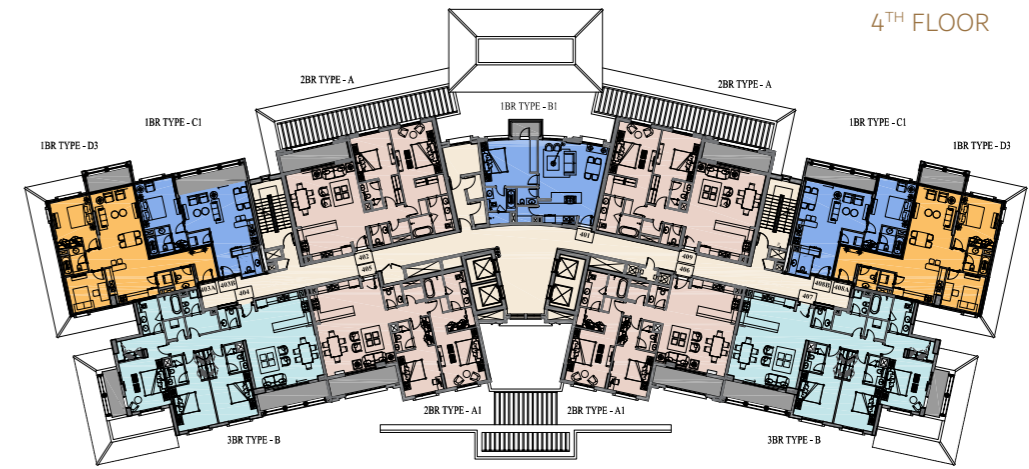 4TH FLOOR
2BR TYPE - A
2BR TYPE - A
1BR TYPE - B1
1BR TYPE - C1
1BR TYPE - C1
1BR TYPE - D3
1BR TYPE - D3
401
402
409
405
406
403A
403B
404
407
408B
408A
2BR TYPE - A1
2BR TYPE - A1
3BR TYPE - B
3BR TYPE - B